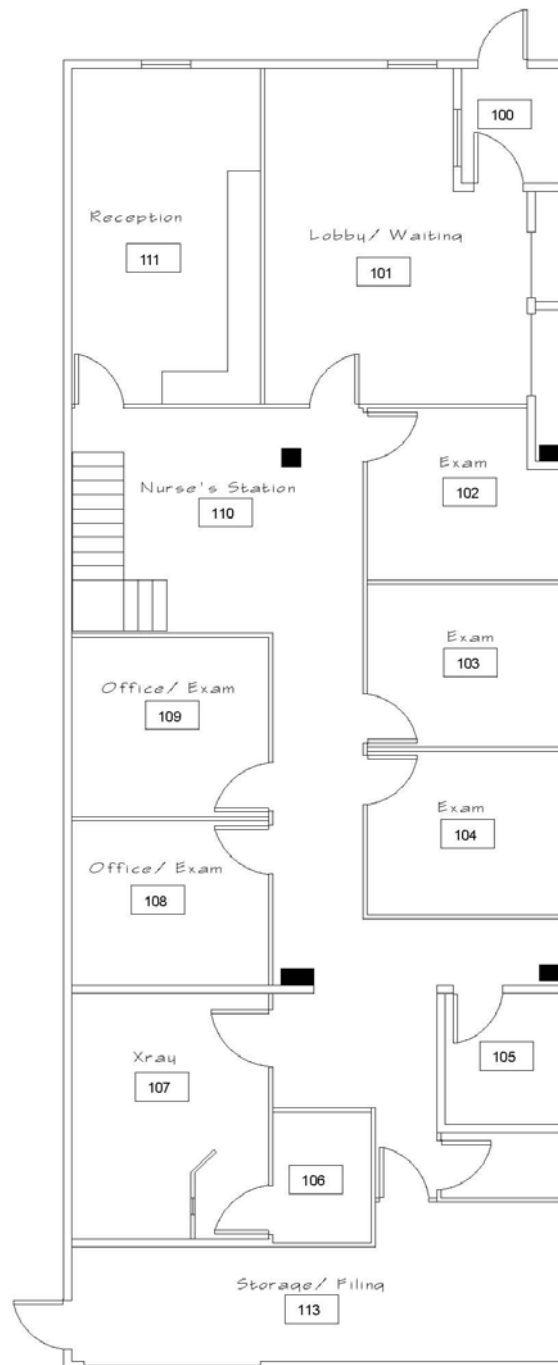 100
Reception
111
Lobby/ Waiting
101
Exam
102
Nurse's Station
110
Exam
103
Office/ Exam
109
Exam
104
Office/ Exam
108
105
Xray
107
106
Storage/ Filing
113